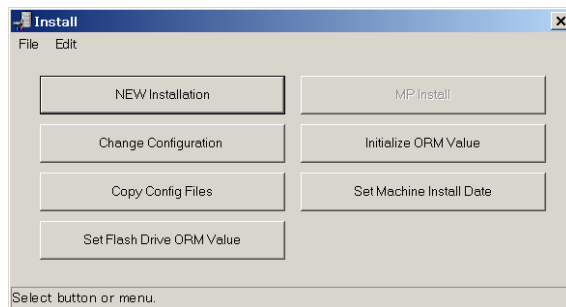 Install
File Edit
NEW Installation
MP Install
Change Configuration
Initialize ORM Value
Copy Config Files
Set Machine Install Date
Set Flash Drive ORM Value
Select button or menu.